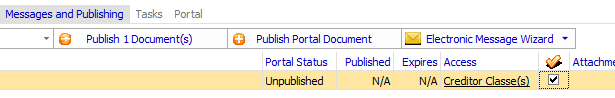 Messages and Publishing Tasks Portal
Publish 1 Document(s) Publish Portal Document Electronic Message Wizard
Portal Status Published Expires Access Attachm
Unpublished N/A N/A Creditor Classe(s)